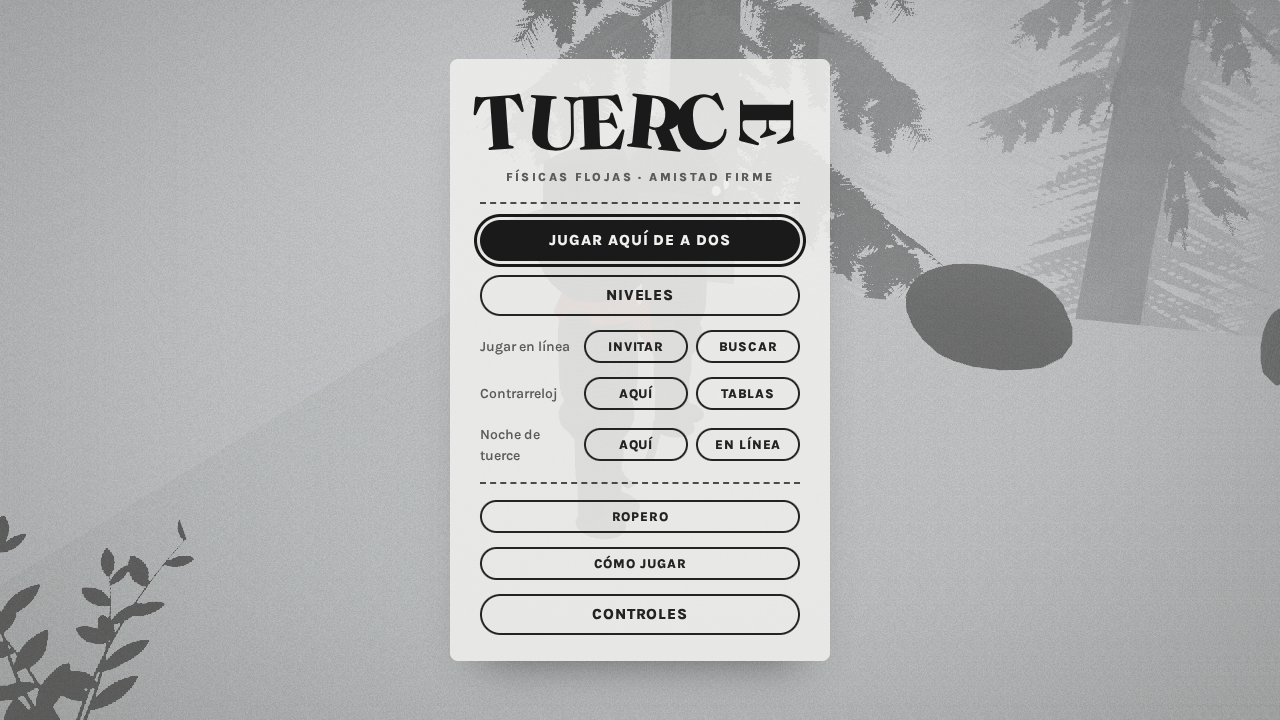 TUERCE
FÍSICAS FLOJAS · AMISTAD FIRME
JUGAR AQUÍ DE A DOS
NIVELES
Jugar en línea INVITAR BUSCAR
Contrarreloj AQUÍ TABLAS
Noche de
tuerce AQUÍ EN LÍNEA
ROPERO
CÓMO JUGAR
CONTROLES